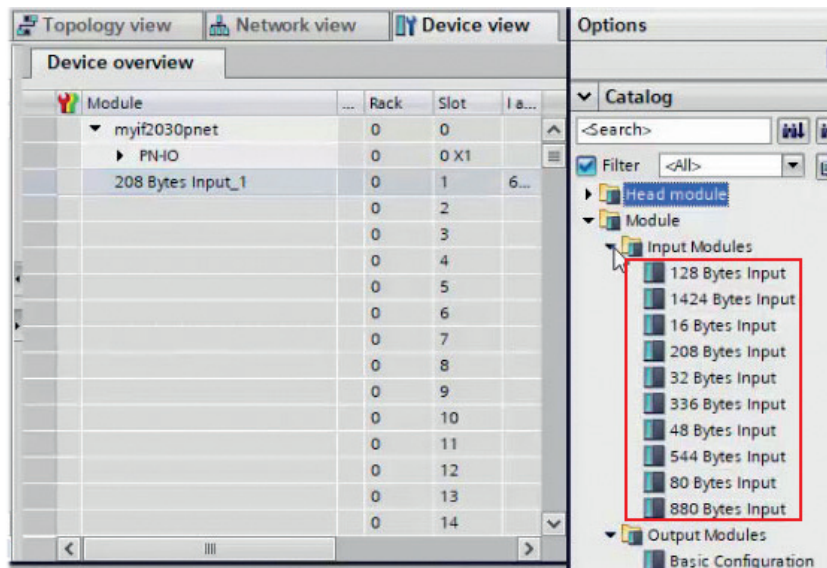 Topology view Network view Device view
Device overview
Module ... Rack Slot I a...
myif2030pnet 0 0
PN-IO 0 0 X1
208 Bytes Input_1 0 1 6...
0 2
0 3
0 4
0 5
0 6
0 7
0 8
0 9
0 10
0 11
0 12
0 13
0 14
Options
Catalog
<Search>
Filter <All>
Head module
Module
Input Modules
128 Bytes Input
1424 Bytes Input
16 Bytes Input
208 Bytes Input
32 Bytes Input
336 Bytes Input
48 Bytes Input
544 Bytes Input
80 Bytes Input
880 Bytes Input
Output Modules
Basic Configuration